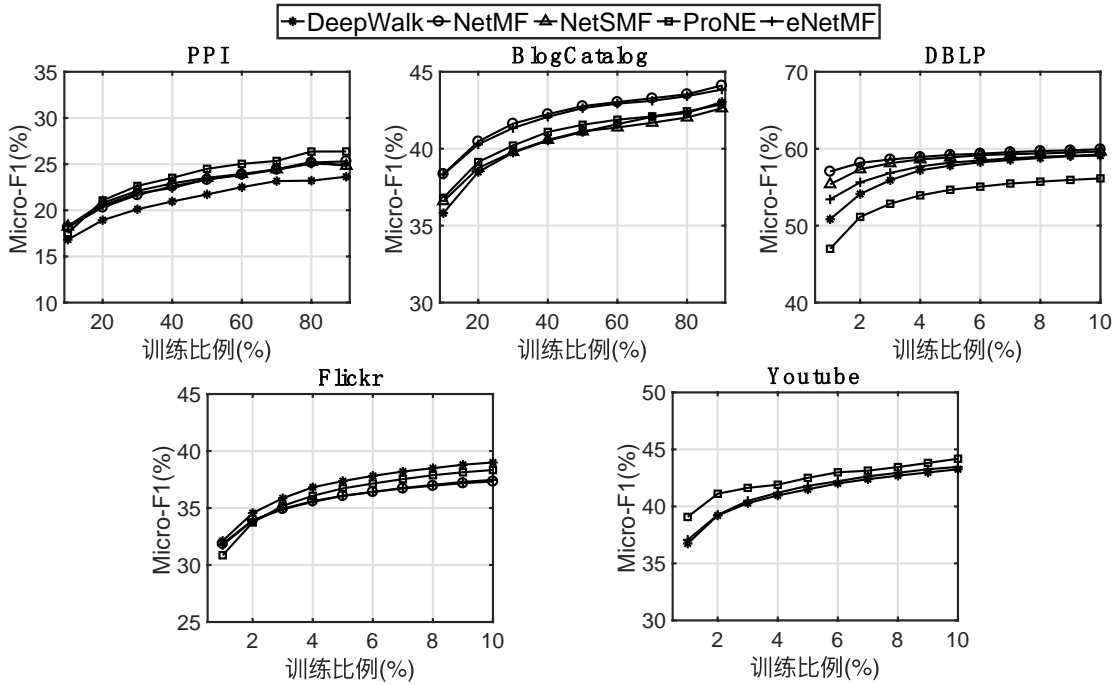 DeepWalk NetMF NetSMF ProNE eNetMF
PPI
35
30
25
20
15
10
Micro-F1(%)
20 40 60 80
训练比例(%)
BlogCatalog
45
40
35
30
Micro-F1(%)
20 40 60 80
训练比例(%)
DBLP
70
60
50
40
Micro-F1(%)
2 4 6 8 10
训练比例(%)
Flickr
45
40
35
30
25
Micro-F1(%)
2 4 6 8 10
训练比例(%)
Youtube
50
45
40
35
30
Micro-F1(%)
2 4 6 8 10
训练比例(%)